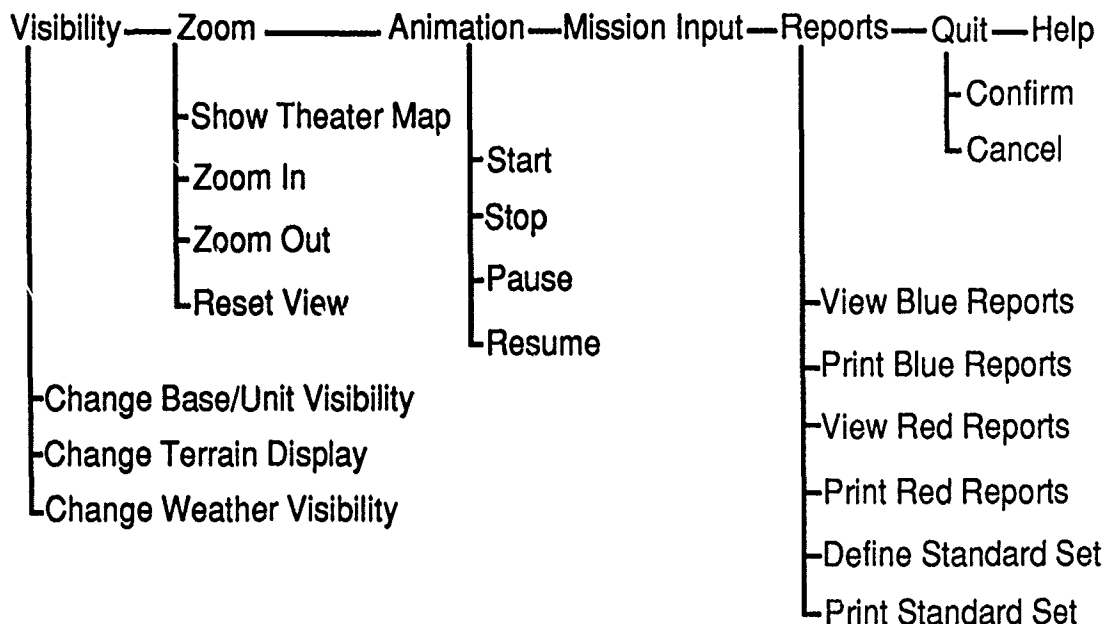 Visibility Zoom Animation Mission Input Reports Quit Help
Show Theater Map
Zoom In
Zoom Out
Reset View
Change Base/Unit Visibility
Change Terrain Display
Change Weather Visibility
Start
Stop
Pause
Resume
View Blue Reports
Print Blue Reports
View Red Reports
Print Red Reports
Define Standard Set
Print Standard Set
Confirm
Cancel